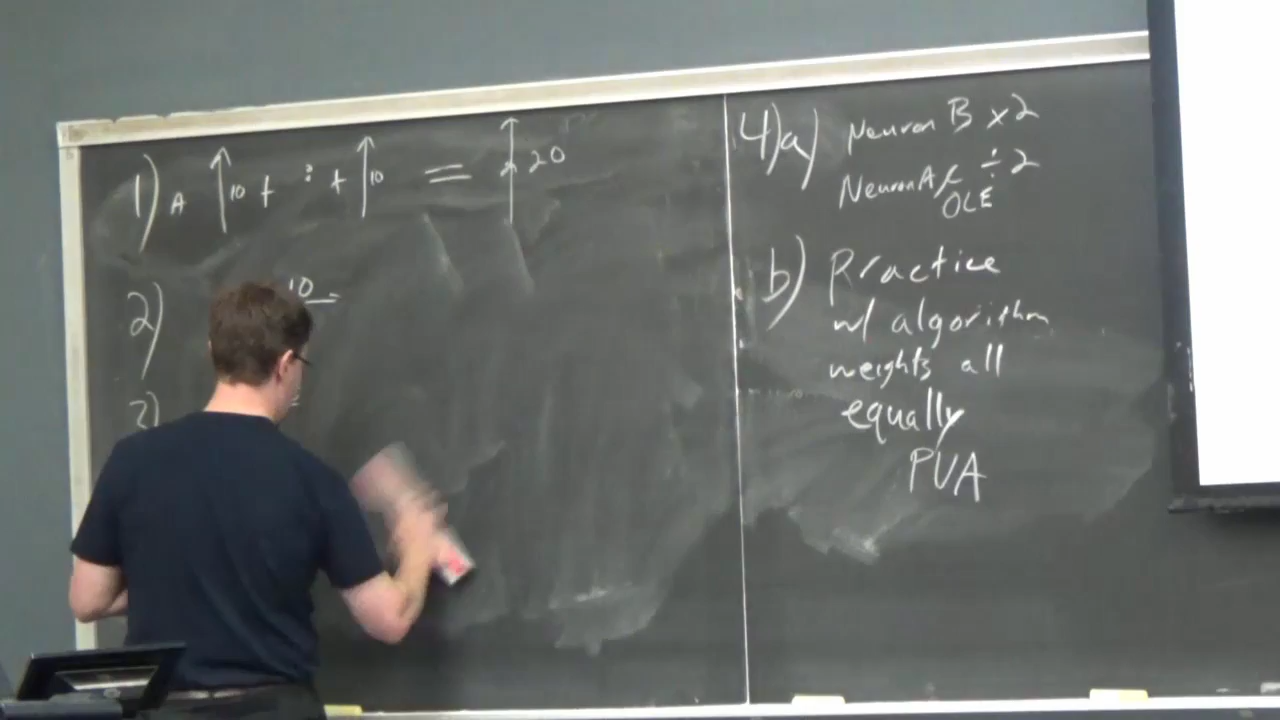 1) A ↑10 + : + ↑10 = ↑20
2) 10
3)
4)a) Neuron B x2
Neuron A ÷2
OLE
b) Practice
w/ algorithm
weights all
equally
PVA